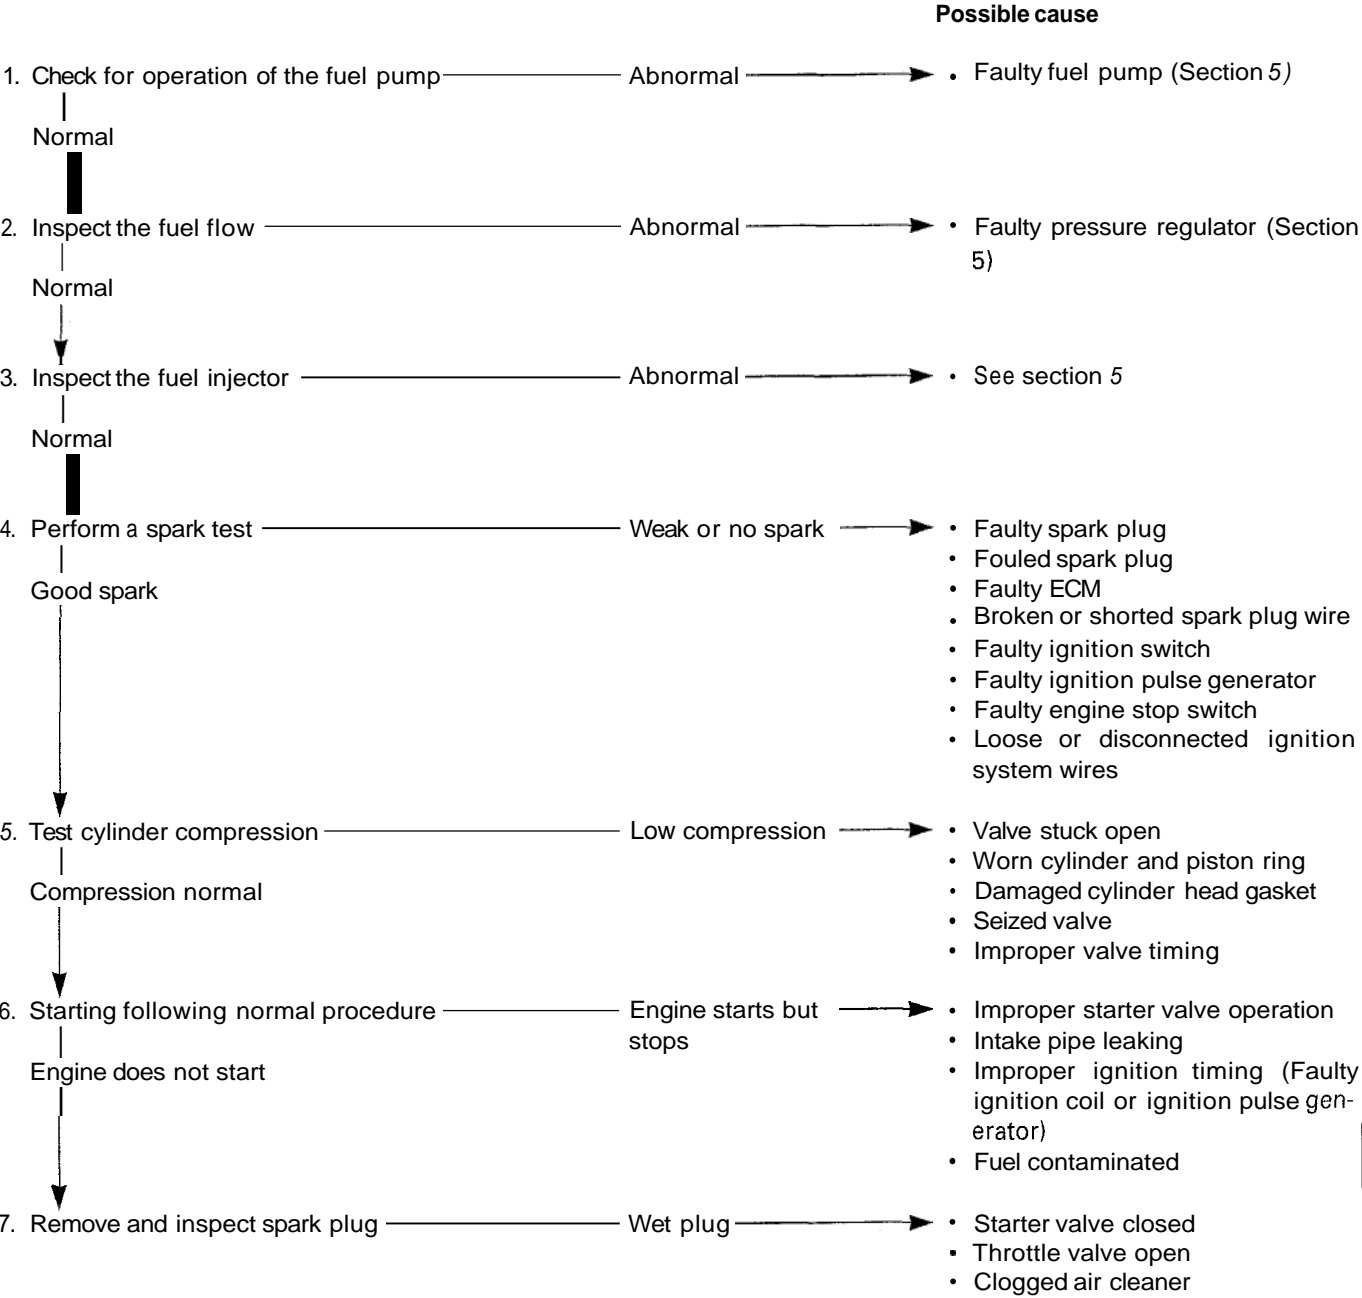 Possible cause
1. Check for operation of the fuel pump Abnormal • Faulty fuel pump (Section 5)
Normal
2. Inspect the fuel flow Abnormal • Faulty pressure regulator (Section
5)
Normal
3. Inspect the fuel injector Abnormal • See section 5
Normal
4. Perform a spark test Weak or no spark • Faulty spark plug
• Fouled spark plug
Good spark • Faulty ECM
• Broken or shorted spark plug wire
• Faulty ignition switch
• Faulty ignition pulse generator
• Faulty engine stop switch
• Loose or disconnected ignition
system wires
5. Test cylinder compression Low compression • Valve stuck open
• Worn cylinder and piston ring
Compression normal • Damaged cylinder head gasket
• Seized valve
• Improper valve timing
6. Starting following normal procedure Engine starts but • Improper starter valve operation
stops • Intake pipe leaking
Engine does not start • Improper ignition timing (Faulty
ignition coil or ignition pulse gen-
erator)
• Fuel contaminated
7. Remove and inspect spark plug Wet plug • Starter valve closed
• Throttle valve open
• Clogged air cleaner